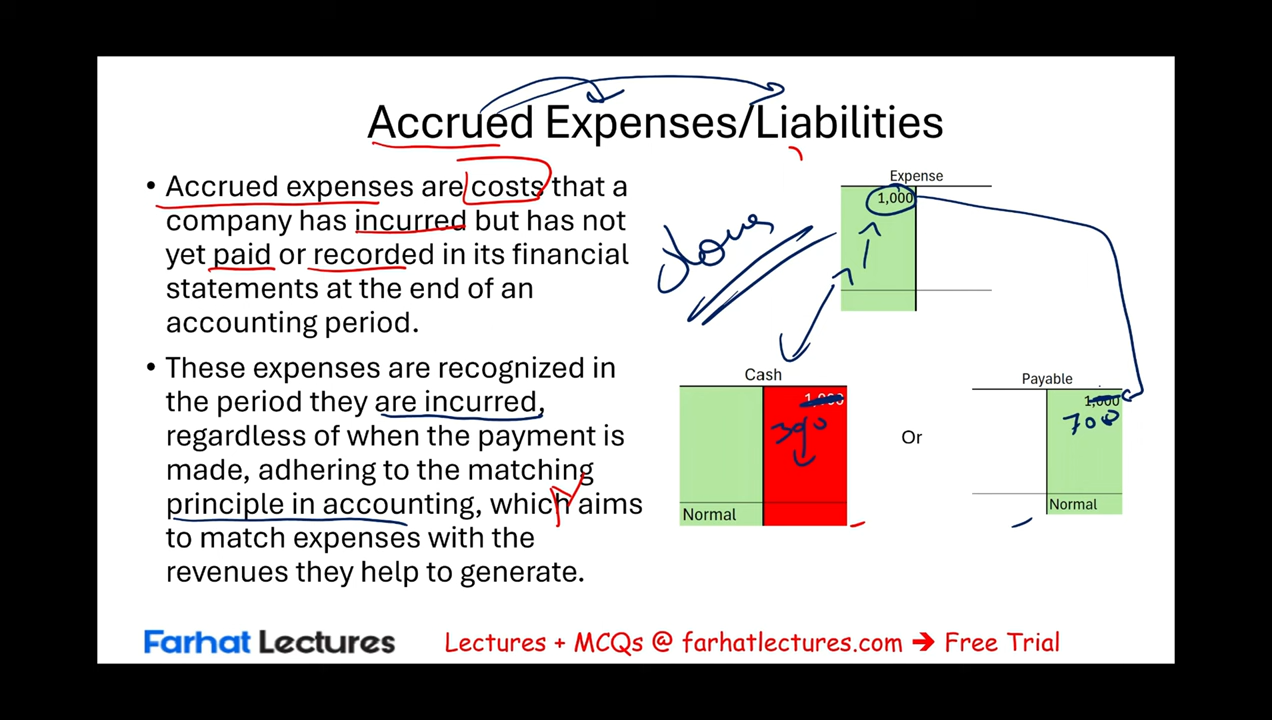 Accrued Expenses/Liabilities
• Accrued expenses are costs that a
company has incurred but has not
yet paid or recorded in its financial
statements at the end of an
accounting period.
• These expenses are recognized in
the period they are incurred,
regardless of when the payment is
made, adhering to the matching
principle in accounting, which aims
to match expenses with the
revenues they help to generate.
Expense
1,000
Cash
1,000
Normal
Or
Payable
1,000
700
Normal
Farhat Lectures
Lectures + MCQs @ farhatlectures.com ➔ Free Trial